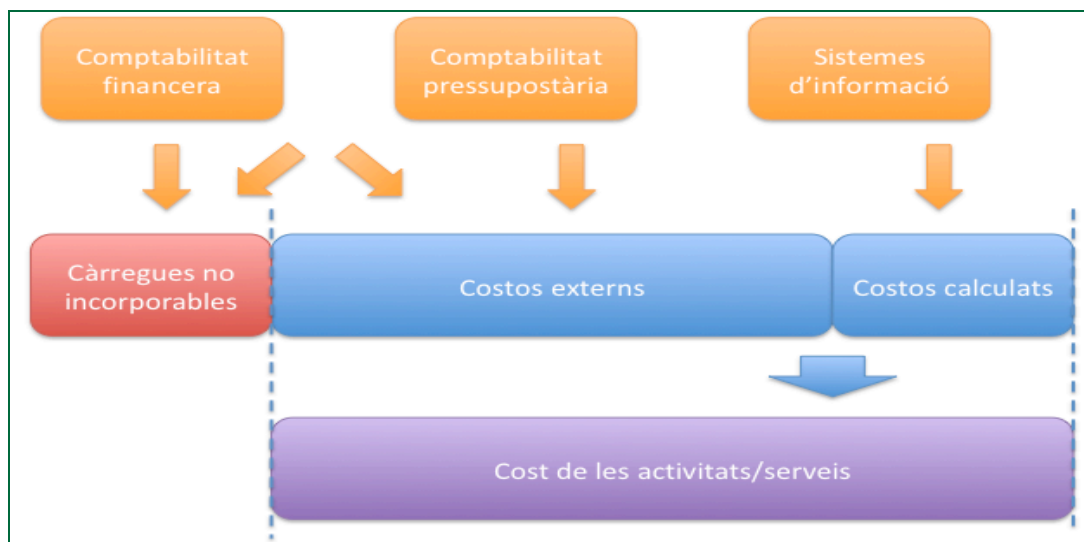 Comptabilitat
financera
Comptabilitat
pressupostària
Sistemes
d’informació
Càrregues no
incorporables
Costos externs
Costos calculats
Cost de les activitats/serveis